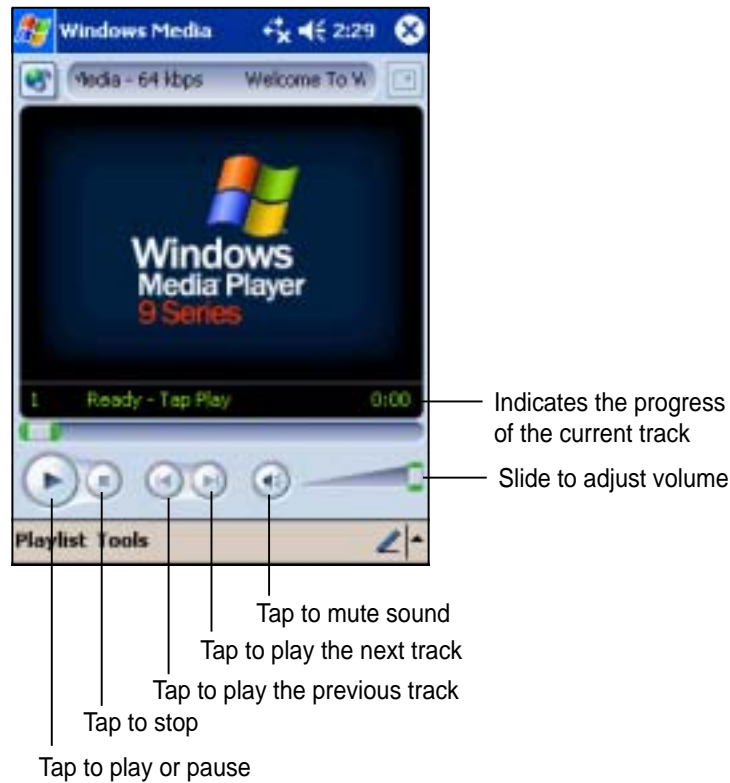 Windows Media 2:29
Media - 64 kbps Welcome To W
Windows
Media Player
9 Series
1 Ready - Tap Play 0:00
Indicates the progress
of the current track
Slide to adjust volume
Playlist Tools
Tap to mute sound
Tap to play the next track
Tap to play the previous track
Tap to stop
Tap to play or pause